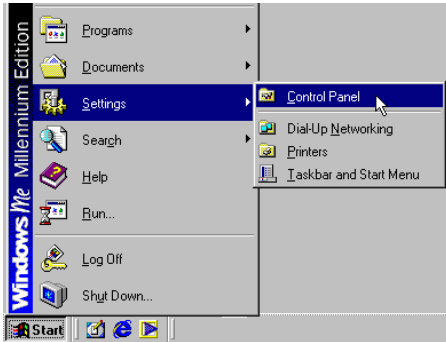 Windows Me Millennium Edition
Programs
Documents
Settings
Search
Help
Run...
Log Off
Shut Down...
Control Panel
Dial-Up Networking
Printers
Taskbar and Start Menu
Start